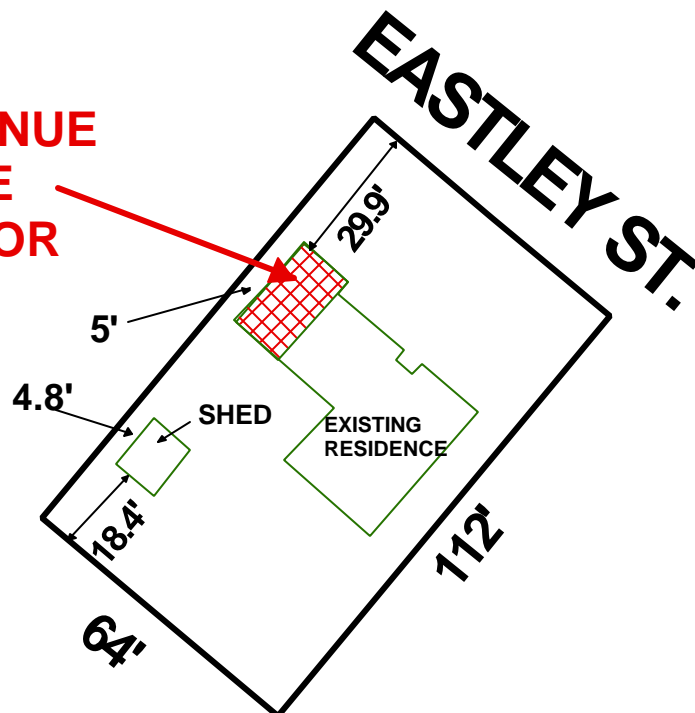 EASTLEY ST.
NUE
E
OR
29.9'
5'
4.8'
SHED
EXISTING
RESIDENCE
18.4'
112'
64'